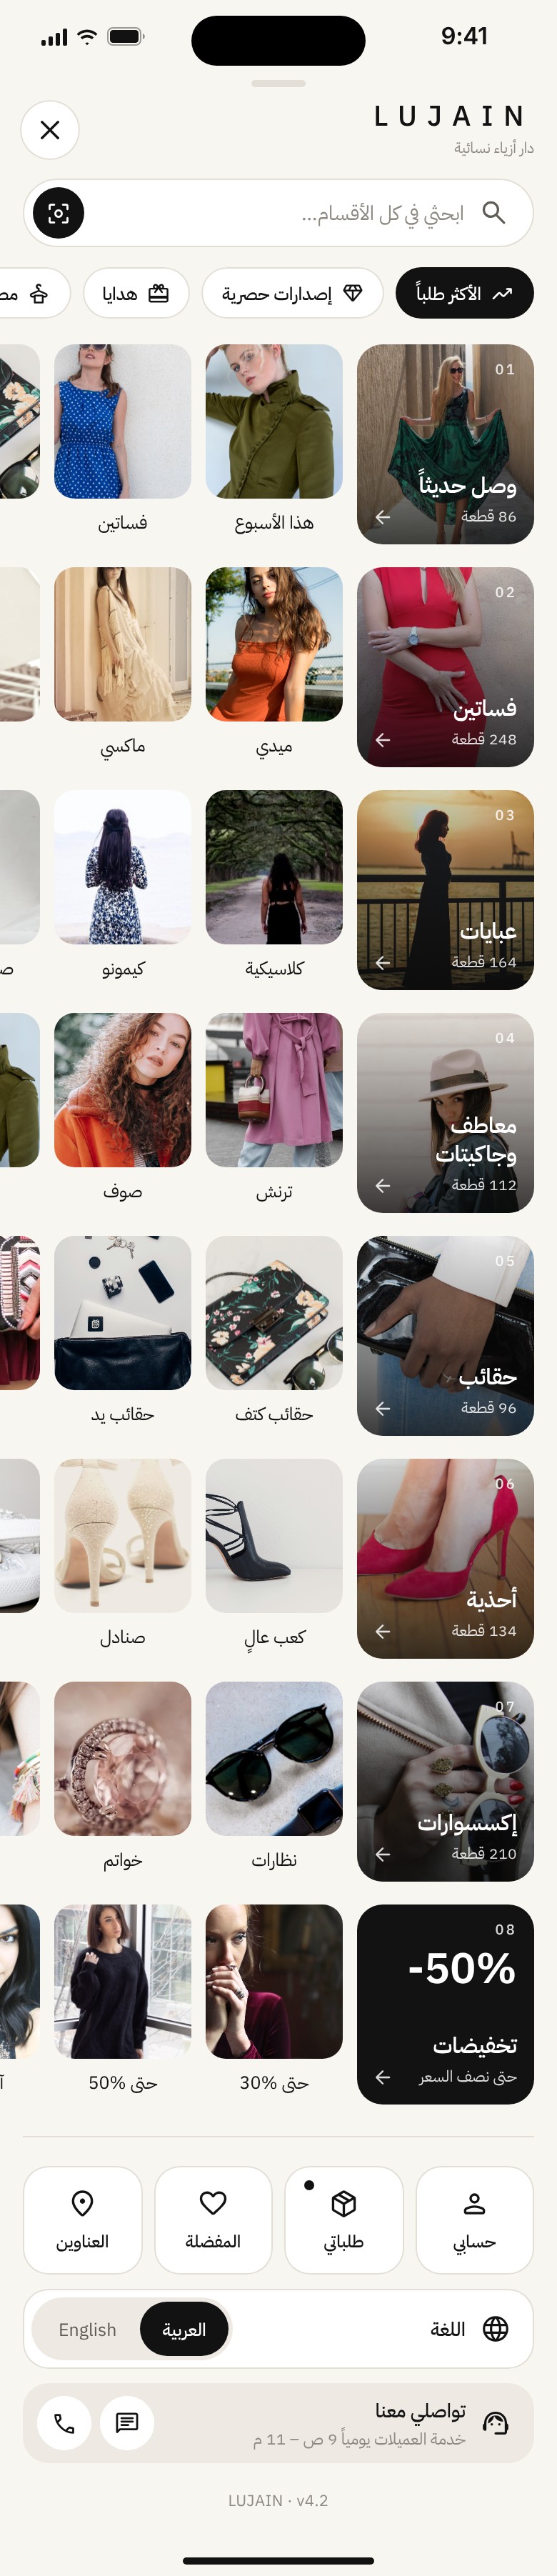 9:41
LUJAIN
دار أزياء نسائية
ابحثي في كل الأقسام...
الأكثر طلباً
إصدارات حصرية
هدايا
01
وصل حديثاً
86 قطعة
هذا الأسبوع
فساتين
02
فساتين
248 قطعة
ميدي
ماكسي
03
عبايات
164 قطعة
كلاسيكية
كيمونو
04
معاطف
وجاكيتات
112 قطعة
ترنش
صوف
05
حقائب
96 قطعة
حقائب كتف
حقائب يد
06
أحذية
134 قطعة
كعب عالٍ
صنادل
07
إكسسوارات
210 قطعة
نظارات
خواتم
08
-50%
تخفيضات
حتى نصف السعر
حتى 30%
حتى 50%
حسابي
طلباتي
المفضلة
العناوين
اللغة
العربية
English
تواصلي معنا
خدمة العميلات يومياً 9 ص – 11 م
LUJAIN · v4.2